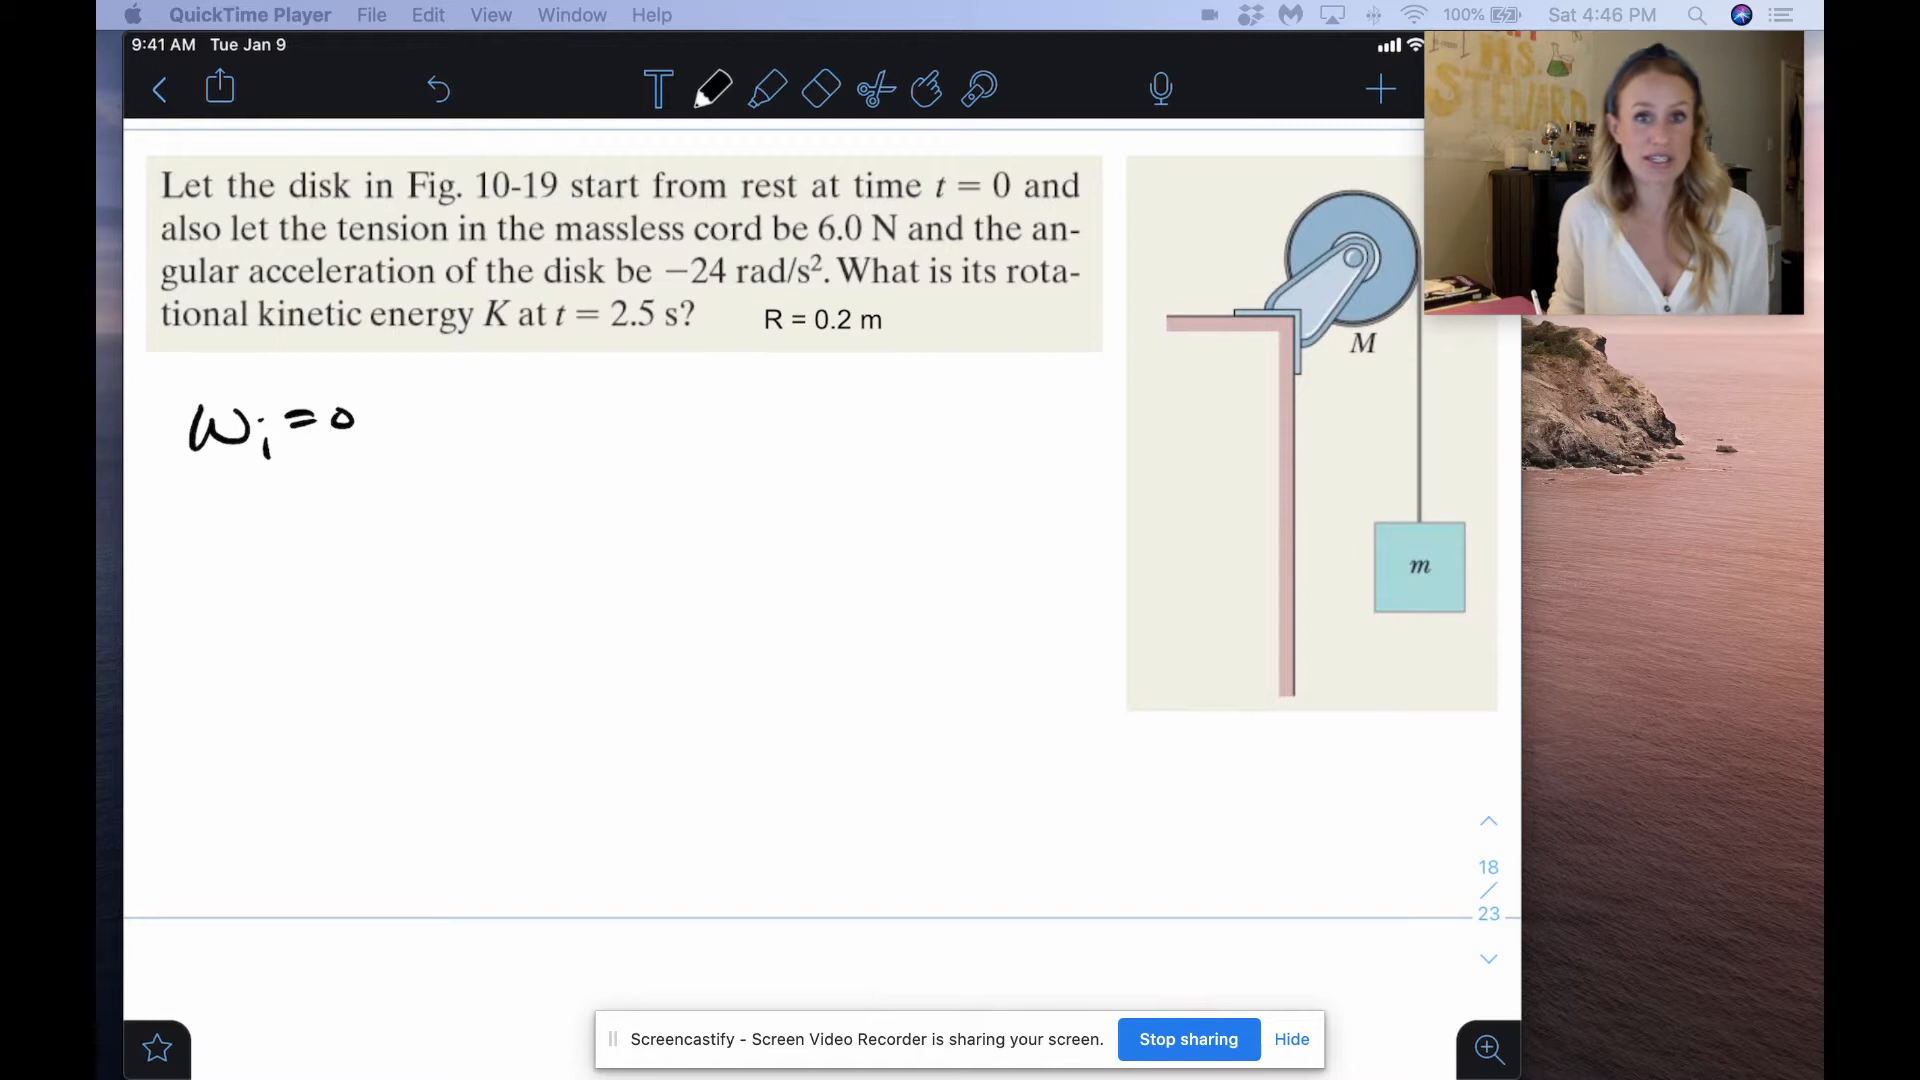 QuickTime Player File Edit View Window Help 100% Sat 4:46 PM
9:41 AM Tue Jan 9
MS.
STEWARD
Let the disk in Fig. 10-19 start from rest at time t = 0 and
also let the tension in the massless cord be 6.0 N and the an-
gular acceleration of the disk be −24 rad/s². What is its rota-
tional kinetic energy K at t = 2.5 s? R = 0.2 m
M
ωi = 0
m
18
/
23
Screencastify - Screen Video Recorder is sharing your screen. Stop sharing Hide